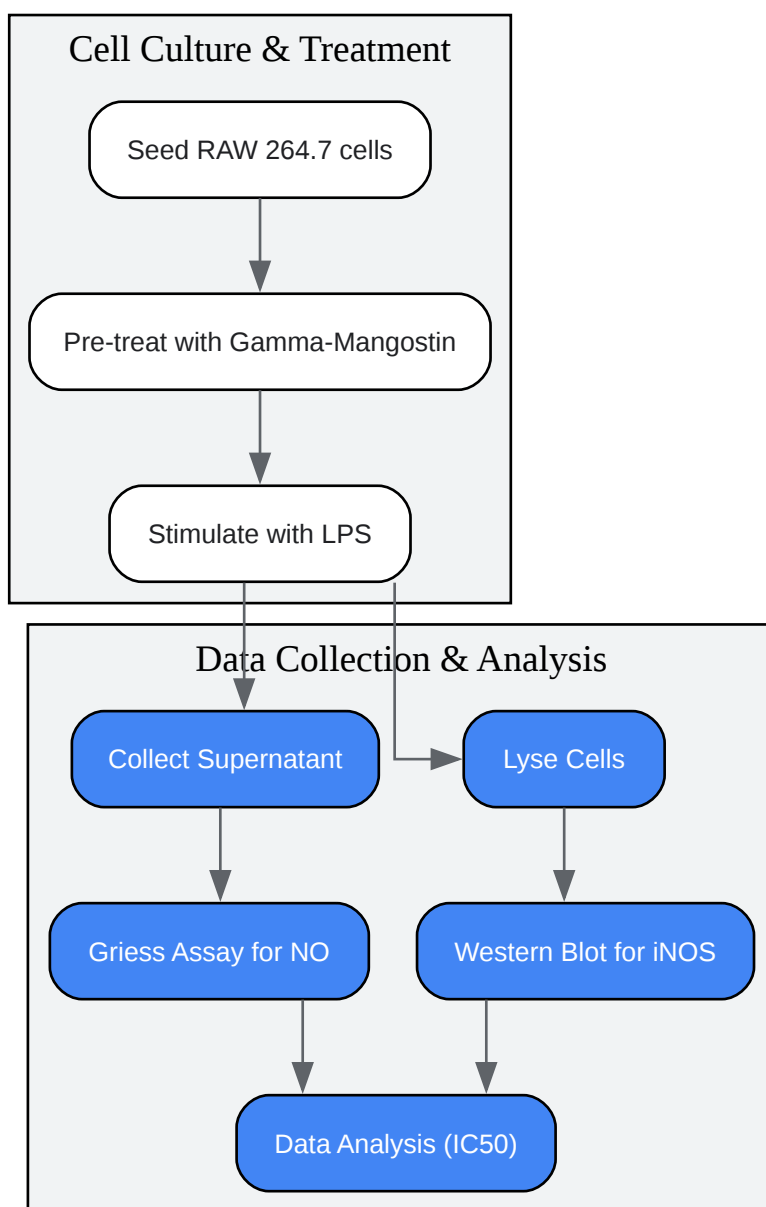 Cell Culture & Treatment
Seed RAW 264.7 cells
Pre-treat with Gamma-Mangostin
Stimulate with LPS
Data Collection & Analysis
Collect Supernatant
Lyse Cells
Griess Assay for NO
Western Blot for iNOS
Data Analysis (IC50)